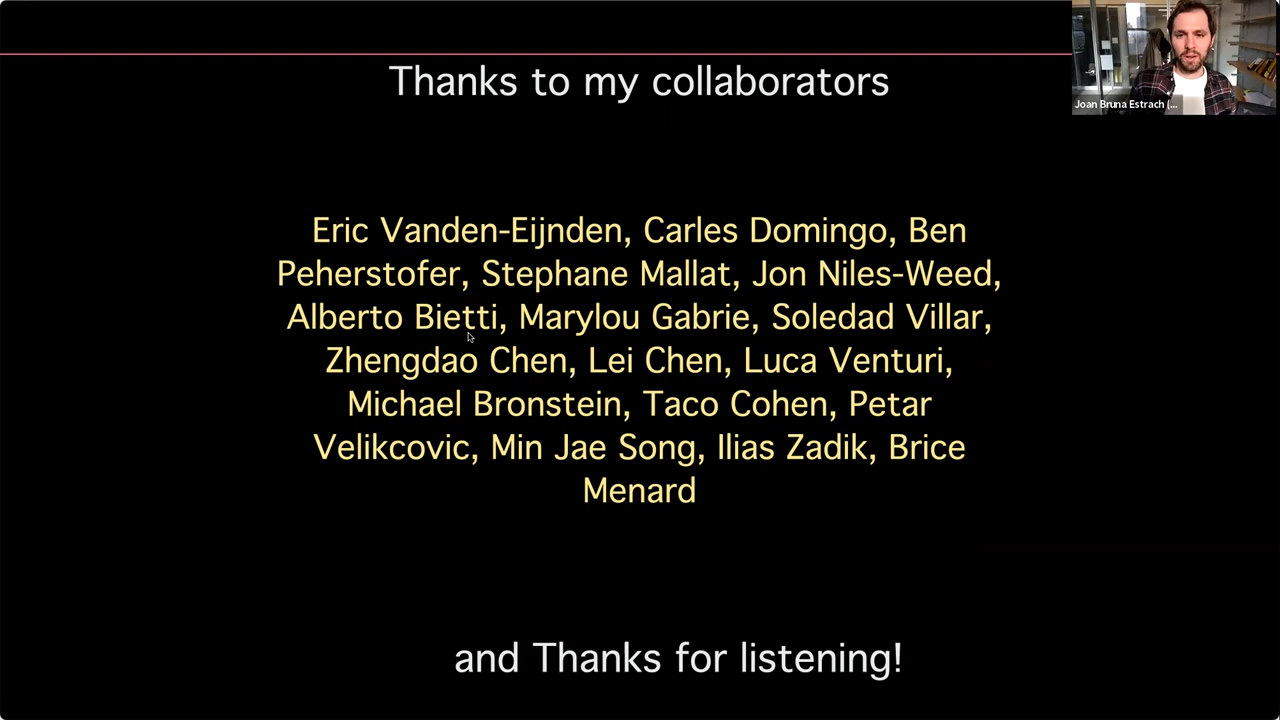 Thanks to my collaborators
Joan Bruna Estrach (...
Eric Vanden-Eijnden, Carles Domingo, Ben
Peherstofer, Stephane Mallat, Jon Niles-Weed,
Alberto Bietti, Marylou Gabrie, Soledad Villar,
Zhengdao Chen, Lei Chen, Luca Venturi,
Michael Bronstein, Taco Cohen, Petar
Velikcovic, Min Jae Song, Ilias Zadik, Brice
Menard
and Thanks for listening!